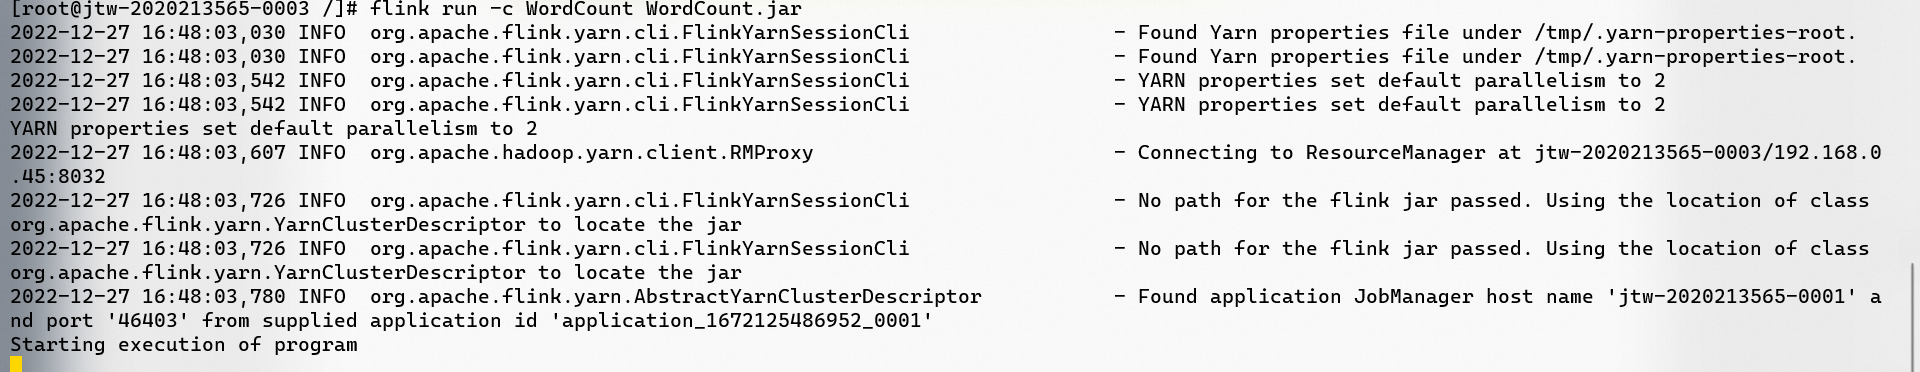 [root@jtw-2020213565-0003 /]# flink run -c WordCount WordCount.jar
2022-12-27 16:48:03,030 INFO  org.apache.flink.yarn.cli.FlinkYarnSessionCli                 - Found Yarn properties file under /tmp/.yarn-properties-root.
2022-12-27 16:48:03,030 INFO  org.apache.flink.yarn.cli.FlinkYarnSessionCli                 - Found Yarn properties file under /tmp/.yarn-properties-root.
2022-12-27 16:48:03,542 INFO  org.apache.flink.yarn.cli.FlinkYarnSessionCli                 - YARN properties set default parallelism to 2
2022-12-27 16:48:03,542 INFO  org.apache.flink.yarn.cli.FlinkYarnSessionCli                 - YARN properties set default parallelism to 2
YARN properties set default parallelism to 2
2022-12-27 16:48:03,607 INFO  org.apache.hadoop.yarn.client.RMProxy                         - Connecting to ResourceManager at jtw-2020213565-0003/192.168.0
.45:8032
2022-12-27 16:48:03,726 INFO  org.apache.flink.yarn.cli.FlinkYarnSessionCli                 - No path for the flink jar passed. Using the location of class
org.apache.flink.yarn.YarnClusterDescriptor to locate the jar
2022-12-27 16:48:03,726 INFO  org.apache.flink.yarn.cli.FlinkYarnSessionCli                 - No path for the flink jar passed. Using the location of class
org.apache.flink.yarn.YarnClusterDescriptor to locate the jar
2022-12-27 16:48:03,780 INFO  org.apache.flink.yarn.AbstractYarnClusterDescriptor           - Found application JobManager host name 'jtw-2020213565-0001' a
nd port '46403' from supplied application id 'application_1672125486952_0001'
Starting execution of program